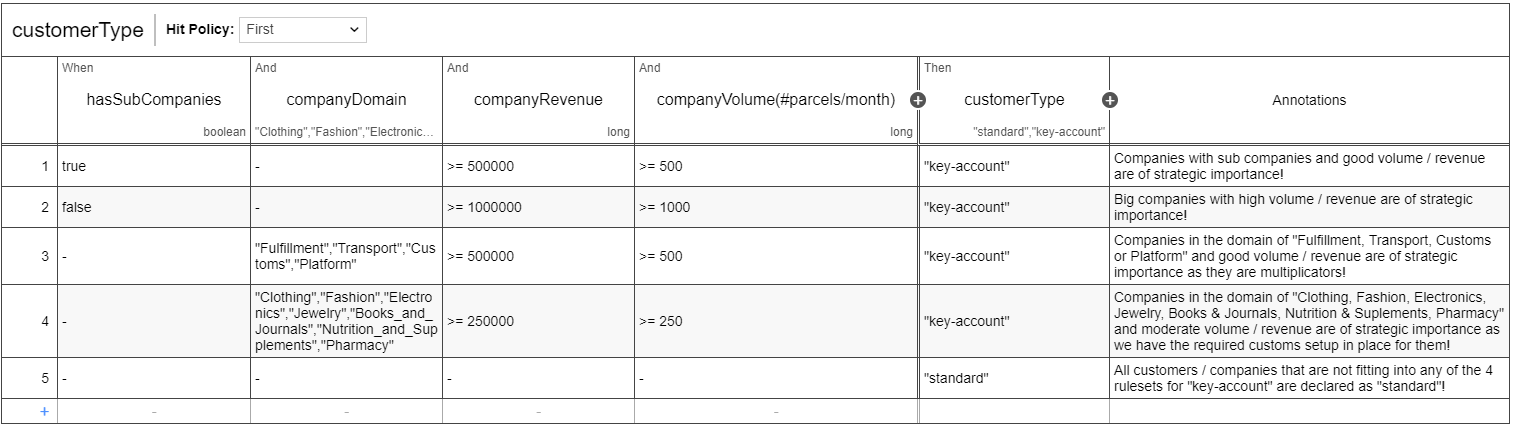 customerType Hit Policy: First
When And And And Then
hasSubCompanies companyDomain companyRevenue companyVolume(#parcels/month) + customerType + Annotations
boolean "Clothing","Fashion","Electronic... long long "standard","key-account"
1 true - >= 500000 >= 500 "key-account" Companies with sub companies and good volume / revenue
are of strategic importance!
2 false - >= 1000000 >= 1000 "key-account" Big companies with high volume / revenue are of strategic
importance!
3 - "Fulfillment","Transport","Cus
toms","Platform" >= 500000 >= 500 "key-account" Companies in the domain of "Fulfillment, Transport, Customs
or Platform" and good volume / revenue are of strategic
importance as they are multiplicators!
4 - "Clothing","Fashion","Electro
nics","Jewelry","Books_and_
Journals","Nutrition_and_Sup
plements","Pharmacy" >= 250000 >= 250 "key-account" Companies in the domain of "Clothing, Fashion, Electronics,
Jewelry, Books & Journals, Nutrition & Suplements, Pharmacy"
and moderate volume / revenue are of strategic importance as
we have the required customs setup in place for them!
5 - - - - "standard" All customers / companies that are not fitting into any of the 4
rulesets for "key-account" are declared as "standard"!
+ - - - -